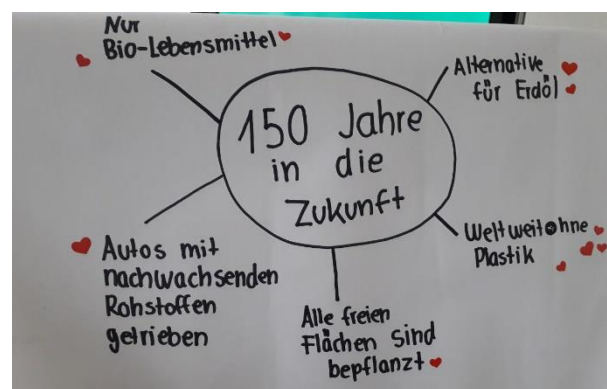 Nur
Bio-Lebensmittel
Alternative
für Erdöl
150 Jahre
in die
Zukunft
Weltweit ohne
Plastik
Autos mit
nachwachsenden
Rohstoffen
getrieben
Alle freien
Flächen sind
bepflanzt